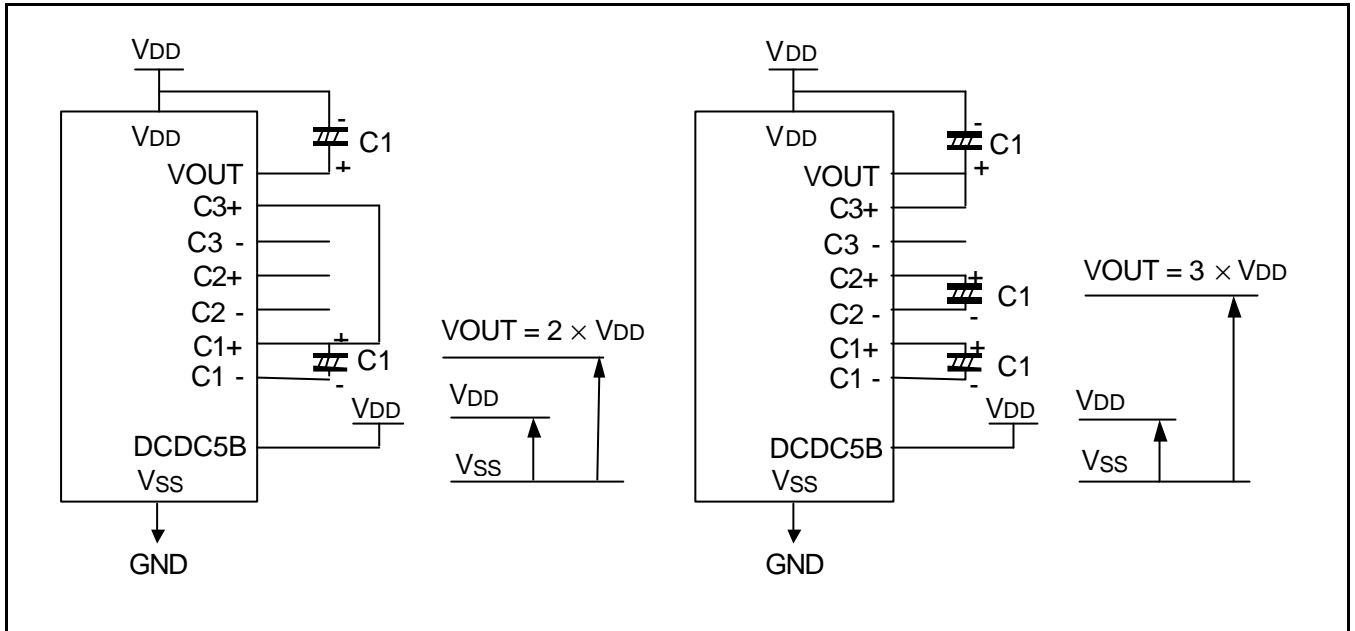 VDD
VDD
-
C1
+
VOUT
C3+
C3 -
C2+
C2 -
C1+
C1 -
+
C1
-
VDD
DCDC5B
VSS
GND
VOUT = 2 × VDD
VDD
VSS
VDD
VDD
-
C1
+
VOUT
C3+
C3 -
C2+
C2 -
+
C1
-
C1+
C1 -
+
C1
-
VDD
DCDC5B
VSS
GND
VOUT = 3 × VDD
VDD
VSS